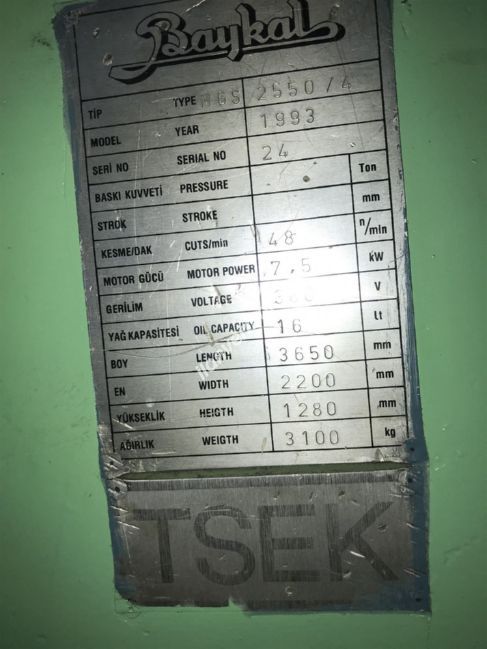 Baykal
TİP TYPE MGS 2550/4
MODEL YEAR 1993
SERİ NO SERIAL NO 24
BASKI KUVVETİ PRESSURE Ton
STROK STROKE mm
KESME/DAK CUTS/min 48 n/min
MOTOR GÜCÜ MOTOR POWER 7,5 kW
GERİLİM VOLTAGE 380 V
YAĞ KAPASİTESİ OIL CAPACITY 16 Lt
BOY LENGTH 3650 mm
EN WIDTH 2200 mm
YÜKSEKLİK HEIGTH 1280 mm
AĞIRLIK WEIGTH 3100 kg
TSEK